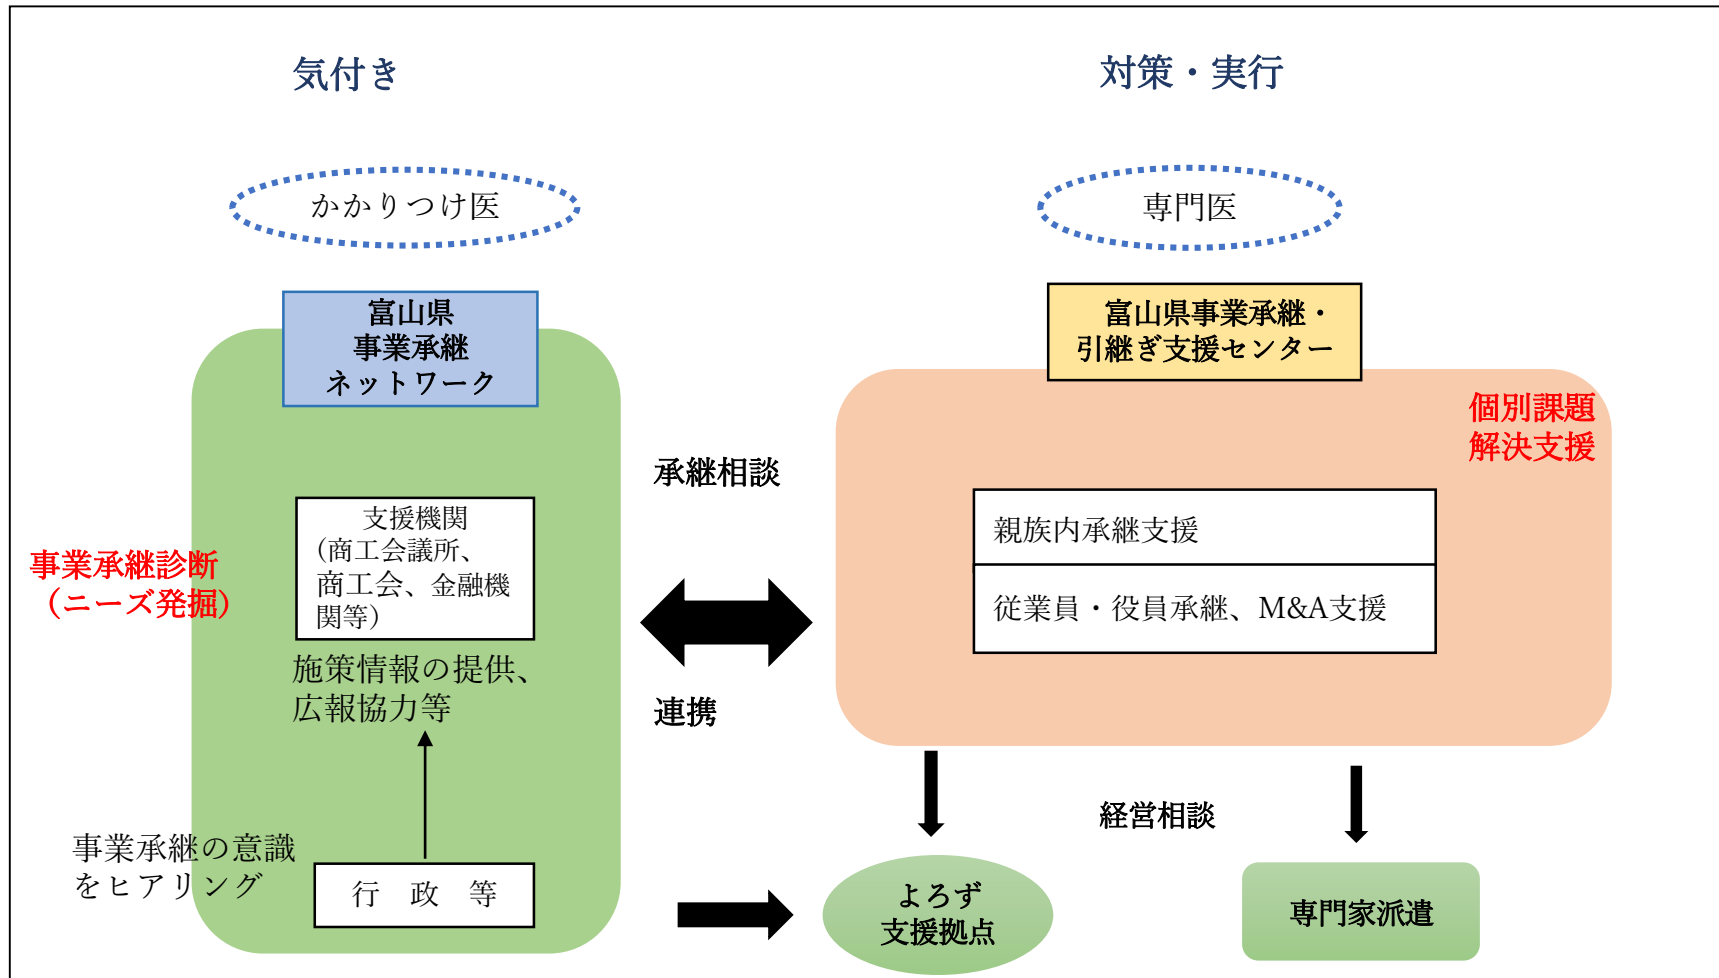 気付き
対策・実行
かかりつけ医
専門医
富山県
事業承継
ネットワーク
富山県事業承継・
引継ぎ支援センター
個別課題
解決支援
承継相談
支援機関
(商工会議所、
商工会、金融機
関等)
親族内承継支援
従業員・役員承継、M&A支援
事業承継診断
（ニーズ発掘）
施策情報の提供、
広報協力等
連携
経営相談
事業承継の意識
をヒアリング
行　政　等
よろず
支援拠点
専門家派遣